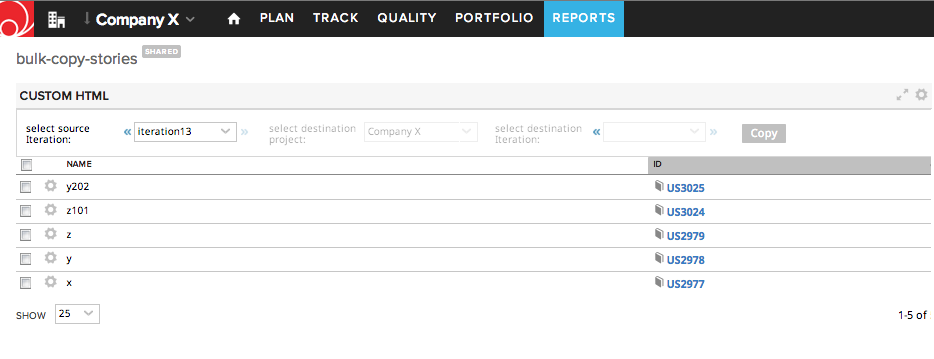 Company X PLAN TRACK QUALITY PORTFOLIO REPORTS
bulk-copy-stories SHARED
CUSTOM HTML
select source Iteration: « iteration13 » select destination project: Company X select destination Iteration: « » Copy
NAME ID
y202 US3025
z101 US3024
z US2979
y US2978
x US2977
SHOW 25 1-5 of